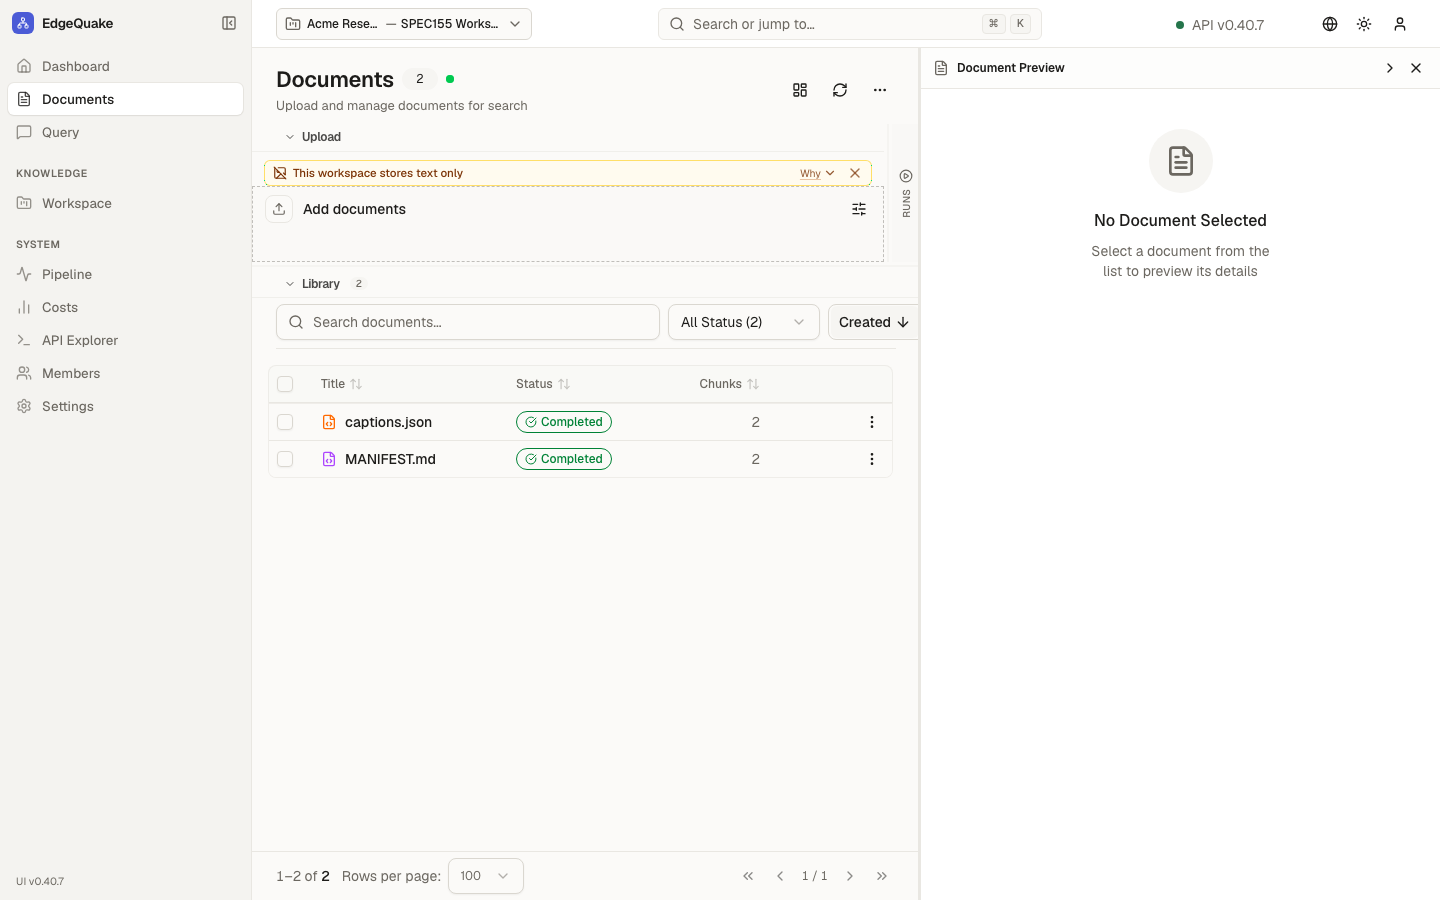 EdgeQuake
Dashboard
Documents
Query
KNOWLEDGE
Workspace
SYSTEM
Pipeline
Costs
API Explorer
Members
Settings
UI v0.40.7
Acme Rese... — SPEC155 Works...
Search or jump to...
⌘ K
API v0.40.7
Documents 2
Upload and manage documents for search
Upload
This workspace stores text only
Why
Add documents
RUNS
Library 2
Search documents...
All Status (2)
Created
Title
Status
Chunks
captions.json Completed 2
MANIFEST.md Completed 2
1–2 of 2 Rows per page: 100
1 / 1
Document Preview
No Document Selected
Select a document from the
list to preview its details